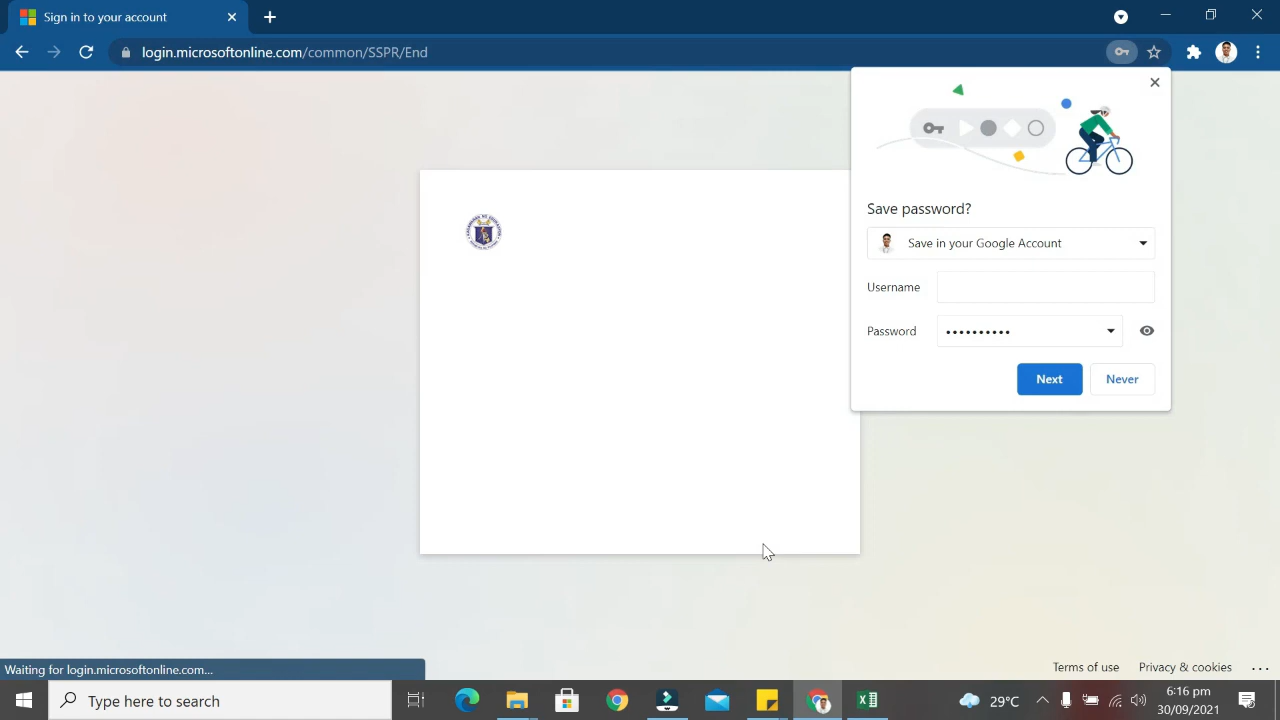 Sign in to your account
login.microsoftonline.com/common/SSPR/End
Save password?
Save in your Google Account
Username
Password ••••••••••
Next Never
Waiting for login.microsoftonline.com...
Terms of use Privacy & cookies ...
Type here to search
29°C
6:16 pm
30/09/2021